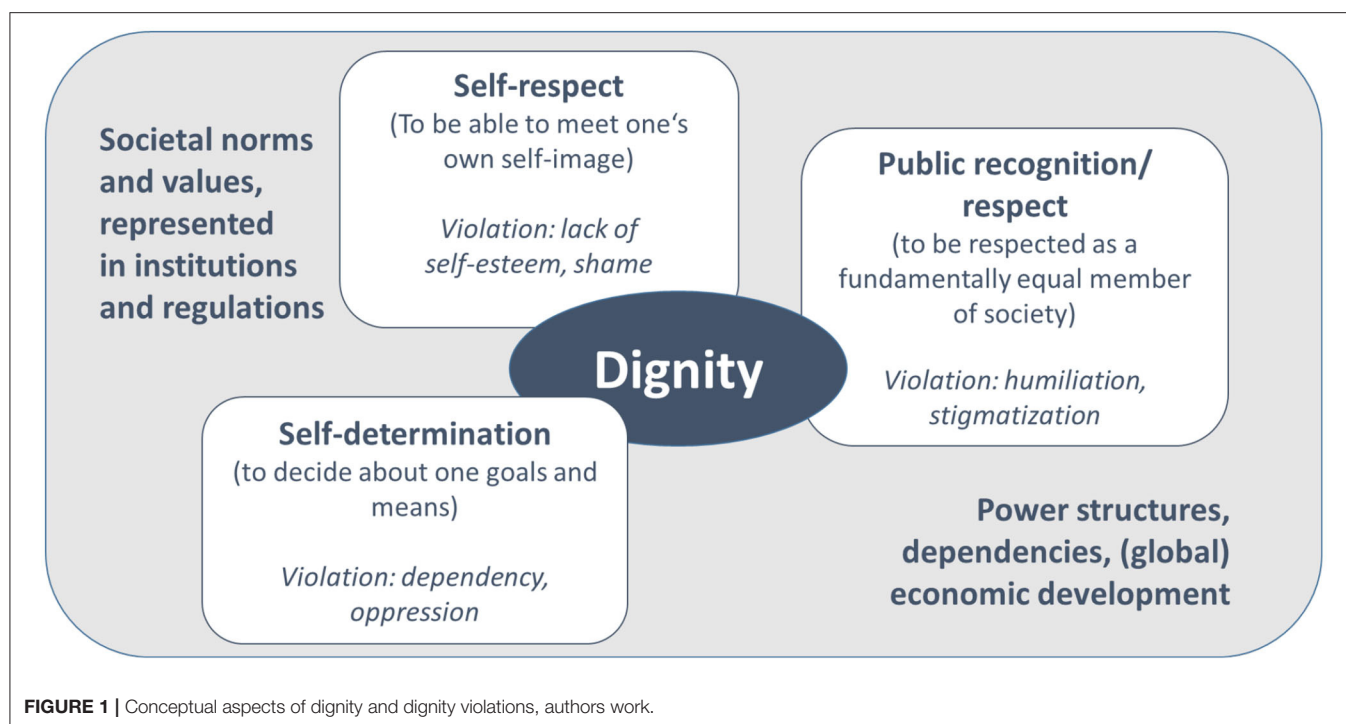 Societal norms
and values,
represented
in institutions
and regulations
Self-respect
(To be able to meet one‘s
own self-image)
Violation: lack of
self-esteem, shame
Public recognition/
respect
(to be respected as a
fundamentally equal member
of society)
Violation: humiliation,
stigmatization
Dignity
Self-determination
(to decide about one goals and
means)
Violation: dependency,
oppression
Power structures,
dependencies, (global)
economic development
FIGURE 1 | Conceptual aspects of dignity and dignity violations, authors work.